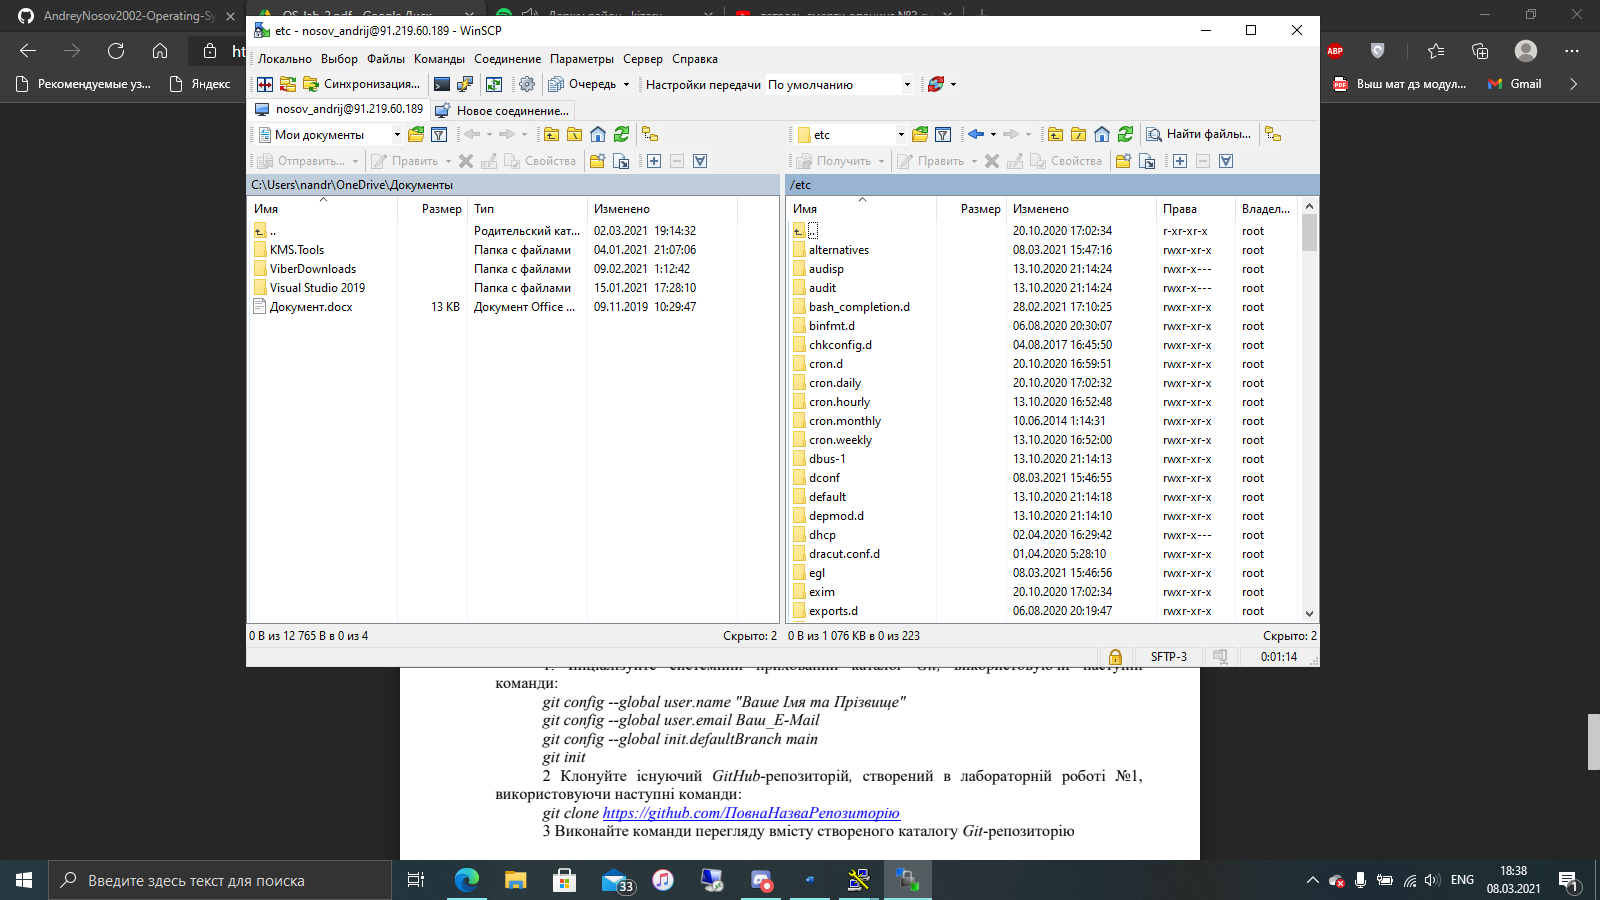 AndreyNosov2002-Operating-Sy
etc - nosov_andrij@91.219.60.189 - WinSCP
Локально Выбор Файлы Команды Соединение Параметры Сервер Справка
Синхронизация... Очередь Настройки передачи По умолчанию
nosov_andrij@91.219.60.189 Новое соединение...
ht
ABP
Рекомендуемые уз... Яндекс
PDF Выш мат дз модул... Gmail
Мои документы
etc Найти файлы...
Отправить... Править Свойства
Получить Править Свойства
C:\Users\nandr\OneDrive\Документы
Имя Размер Тип Изменено
.. Родительский кат... 02.03.2021 19:14:32
KMS.Tools Папка с файлами 04.01.2021 21:07:06
ViberDownloads Папка с файлами 09.02.2021 1:12:42
Visual Studio 2019 Папка с файлами 15.01.2021 17:28:10
Документ.docx 13 KB Документ Office ... 09.11.2019 10:29:47
0 B из 12 765 B в 0 из 4 Скрыто: 2
/etc
Имя Размер Изменено Права Владел...
.. 20.10.2020 17:02:34 r-xr-xr-x root
alternatives 08.03.2021 15:47:16 rwxr-xr-x root
audisp 13.10.2020 21:14:24 rwxr-x--- root
audit 13.10.2020 21:14:24 rwxr-x--- root
bash_completion.d 28.02.2021 17:10:25 rwxr-xr-x root
binfmt.d 06.08.2020 20:30:07 rwxr-xr-x root
chkconfig.d 04.08.2017 16:45:50 rwxr-xr-x root
cron.d 20.10.2020 16:59:51 rwxr-xr-x root
cron.daily 20.10.2020 17:02:32 rwxr-xr-x root
cron.hourly 13.10.2020 16:52:48 rwxr-xr-x root
cron.monthly 10.06.2014 1:14:31 rwxr-xr-x root
cron.weekly 13.10.2020 16:52:00 rwxr-xr-x root
dbus-1 13.10.2020 21:14:13 rwxr-xr-x root
dconf 08.03.2021 15:46:55 rwxr-xr-x root
default 13.10.2020 21:14:18 rwxr-xr-x root
depmod.d 13.10.2020 21:14:10 rwxr-xr-x root
dhcp 02.04.2020 16:29:42 rwxr-x--- root
dracut.conf.d 01.04.2020 5:28:10 rwxr-xr-x root
egl 08.03.2021 15:46:56 rwxr-xr-x root
exim 20.10.2020 17:02:34 rwxr-xr-x root
exports.d 06.08.2020 20:19:47 rwxr-xr-x root
0 B из 1 076 KB в 0 из 223 Скрыто: 2
SFTP-3 0:01:14
команди:
git config --global user.name "Ваше Імя та Прізвище"
git config --global user.email Ваш_E-Mail
git config --global init.defaultBranch main
git init
2 Клонуйте існуючий GitHub-репозиторій, створений в лабораторній роботі №1,
використовуючи наступні команди:
git clone https://github.com/ПовнаНазваРепозиторію
3 Виконайте команди перегляду вмісту створеного каталогу Git-репозиторію
Введите здесь текст для поиска
33
ENG
18:38
08.03.2021
1